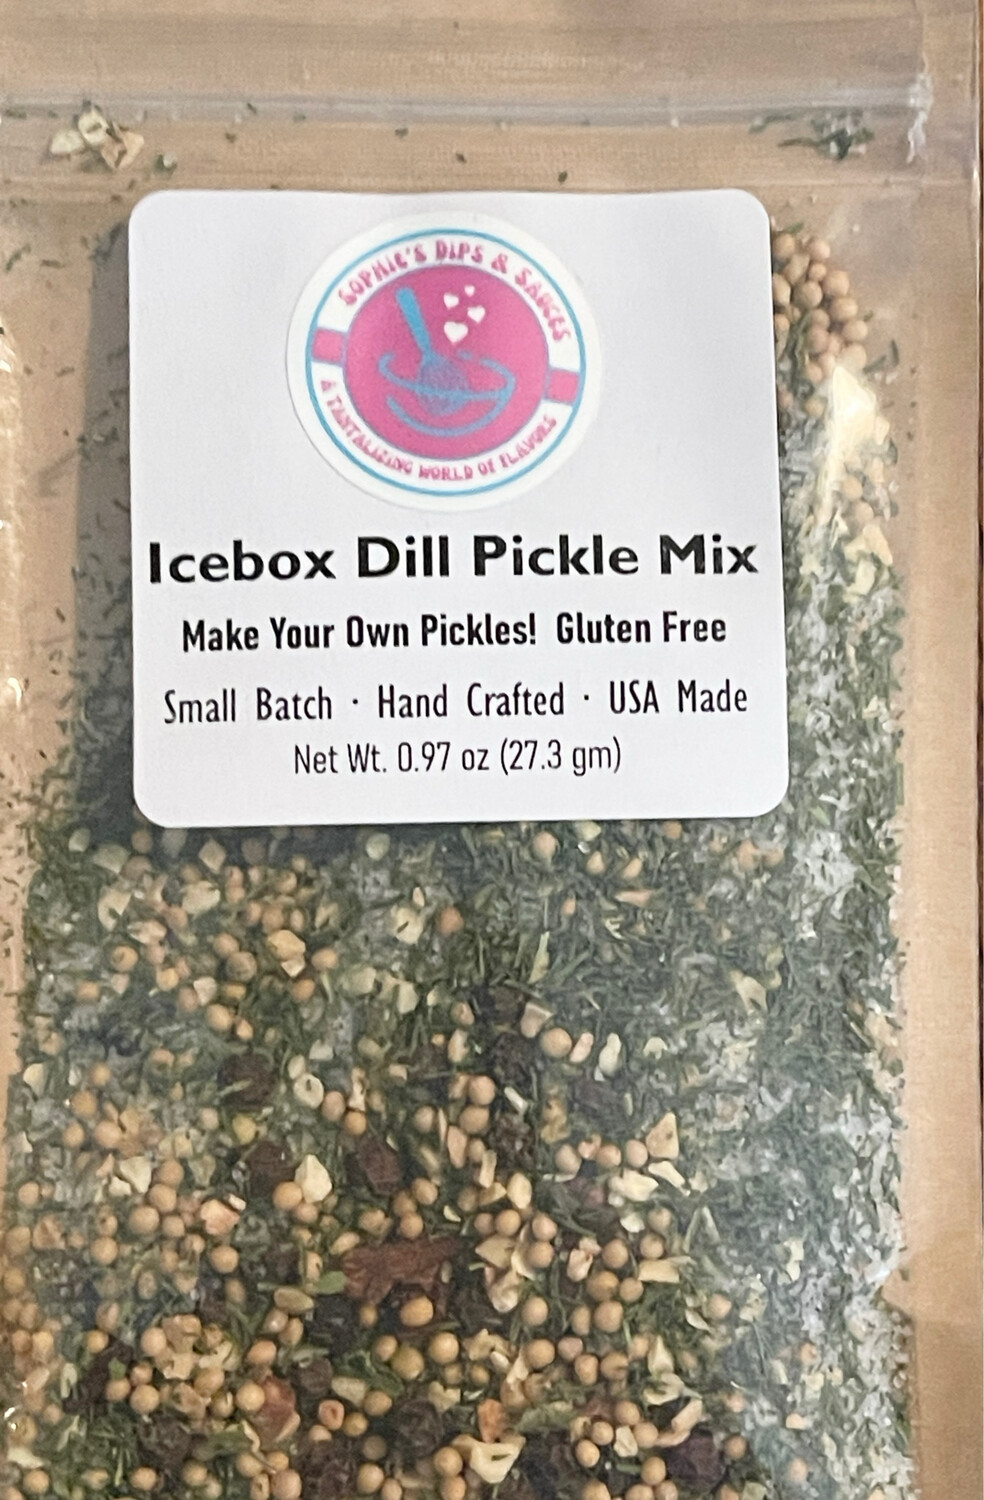 SOPHIE'S DIPS & SAUCES
A TANTALIZING WORLD OF FLAVORS
Icebox Dill Pickle Mix
Make Your Own Pickles! Gluten Free
Small Batch · Hand Crafted · USA Made
Net Wt. 0.97 oz (27.3 gm)